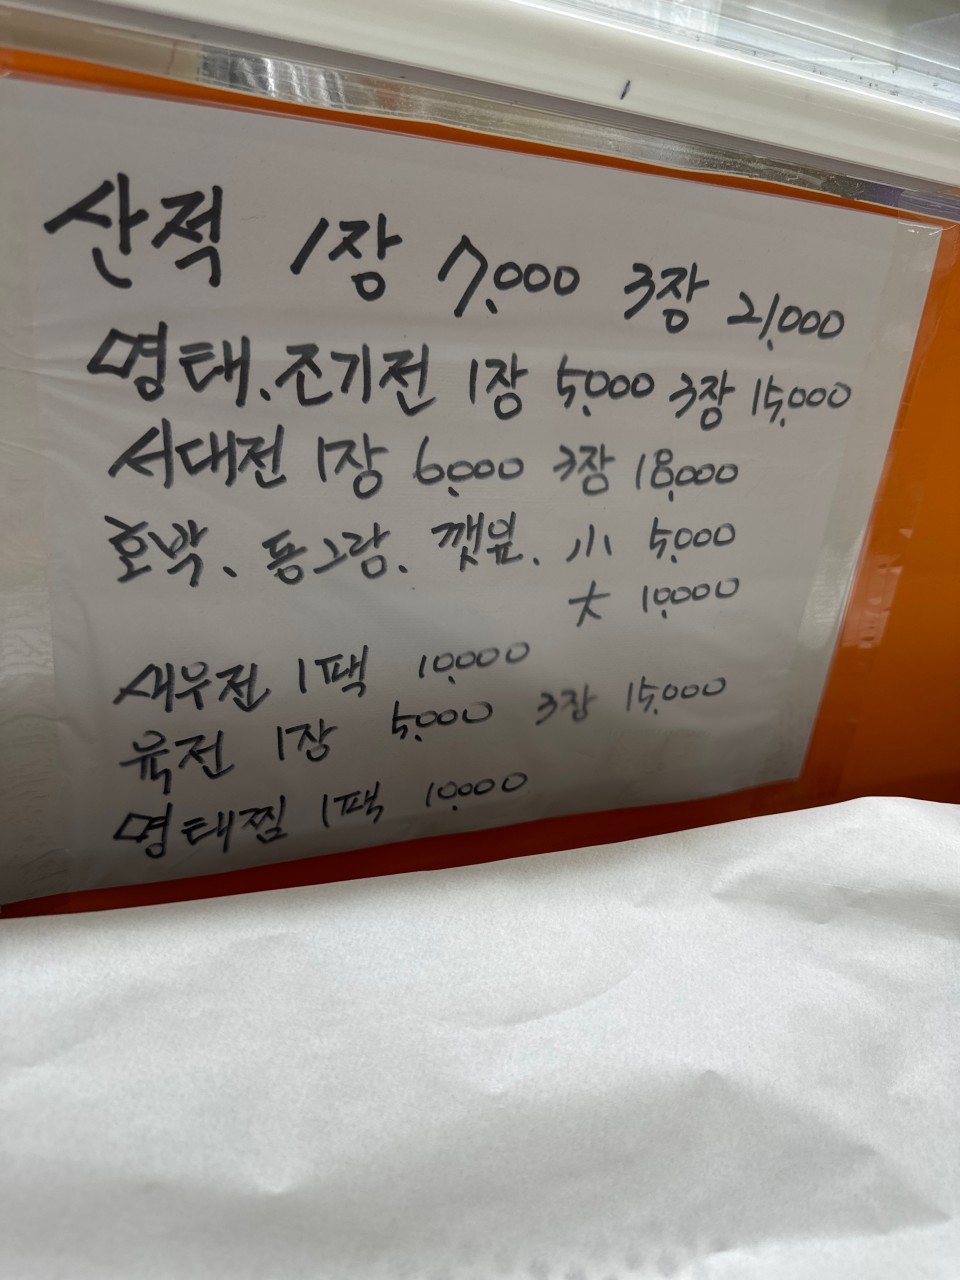 산적 1장 7,000 3장 21,000
명태、조기전 1장 5,000 3장 15,000
서대전 1장 6,000 3장 18,000
호박、동그랑、깻잎、小 5,000
大 10,000
새우전 1팩 10,000
육전 1장 5,000 3장 15,000
명태찜 1팩 10,000